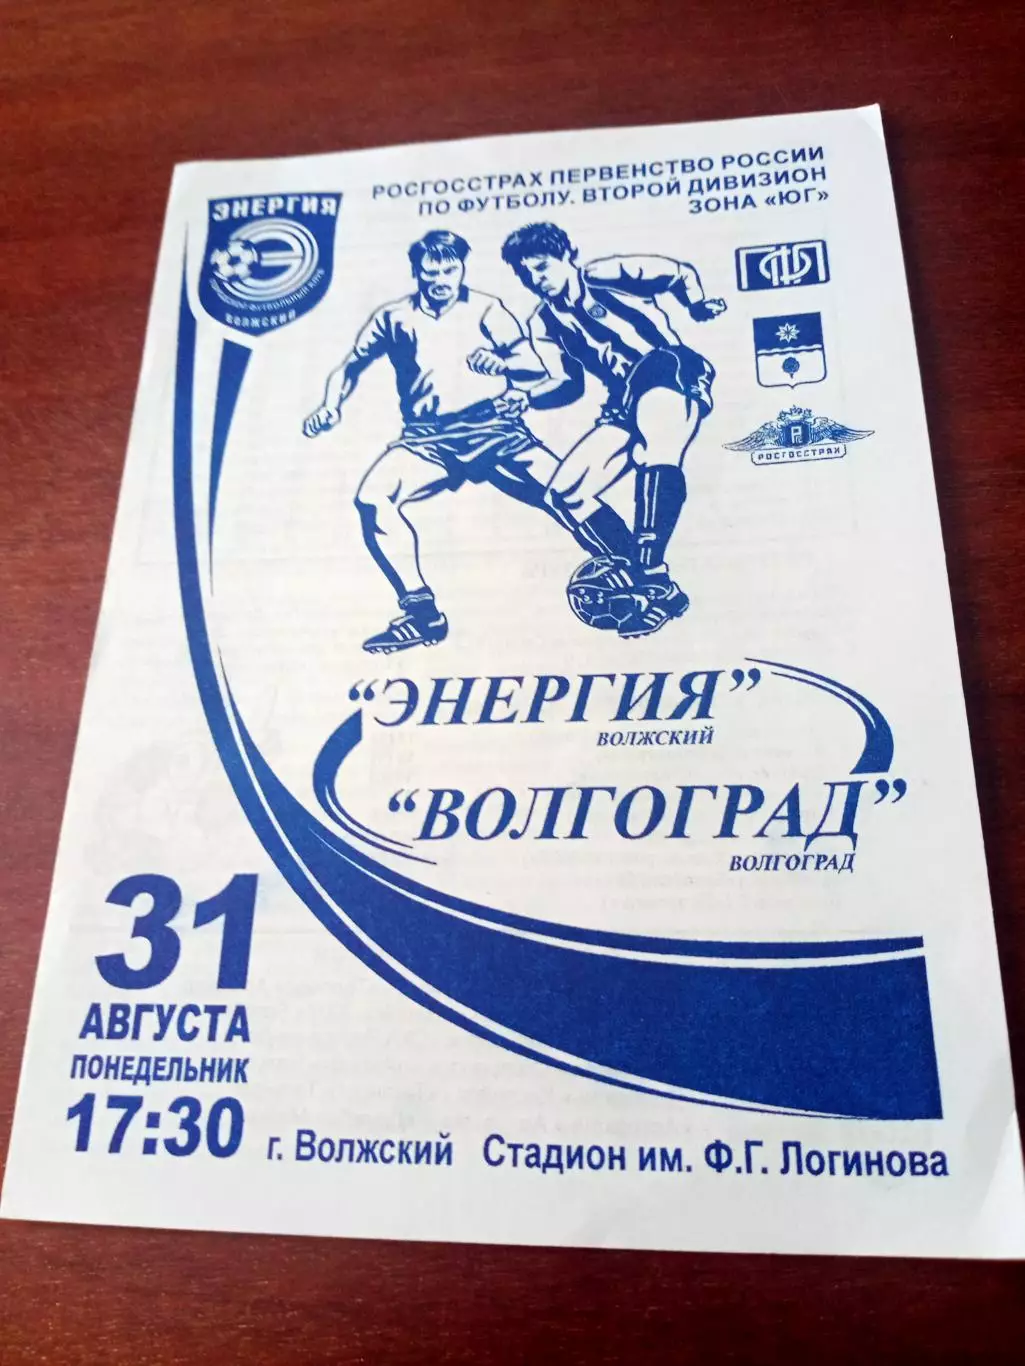 РОСГОССТРАХ ПЕРВЕНСТВО РОССИИ
ПО ФУТБОЛУ. ВТОРОЙ ДИВИЗИОН
ЗОНА «ЮГ»
ЭНЕРГИЯ
ВОЛЖСКИЙ
ПФЛ
РОСГОССТРАХ
“ЭНЕРГИЯ”
ВОЛЖСКИЙ
“ВОЛГОГРАД”
ВОЛГОГРАД
31
АВГУСТА
ПОНЕДЕЛЬНИК
17:30 г. Волжский Стадион им. Ф.Г. Логинова